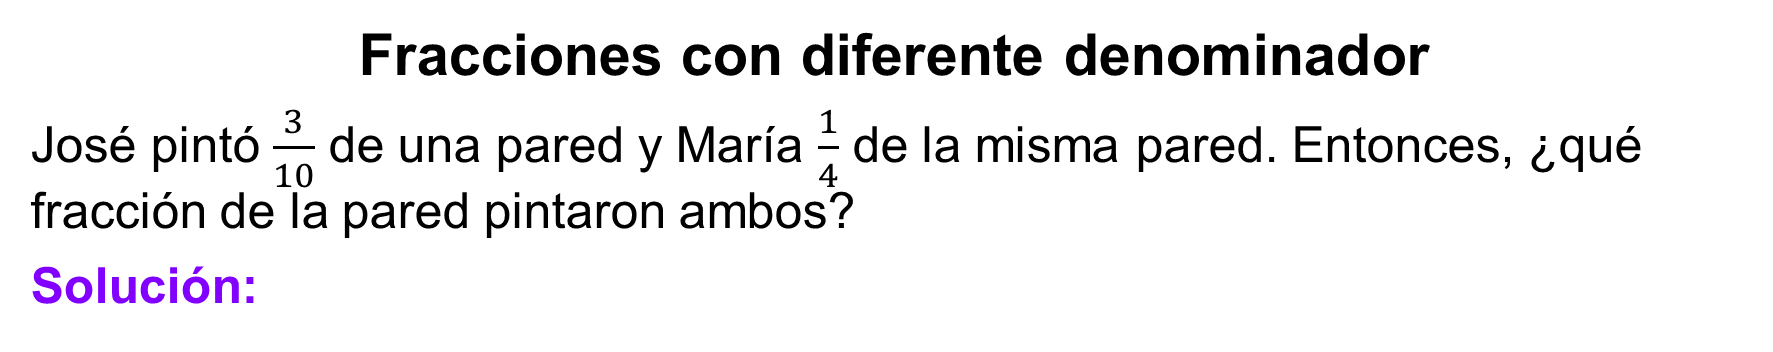 Fracciones con diferente denominador
José pintó 3/10 de una pared y María 1/4 de la misma pared. Entonces, ¿qué
fracción de la pared pintaron ambos?
Solución: